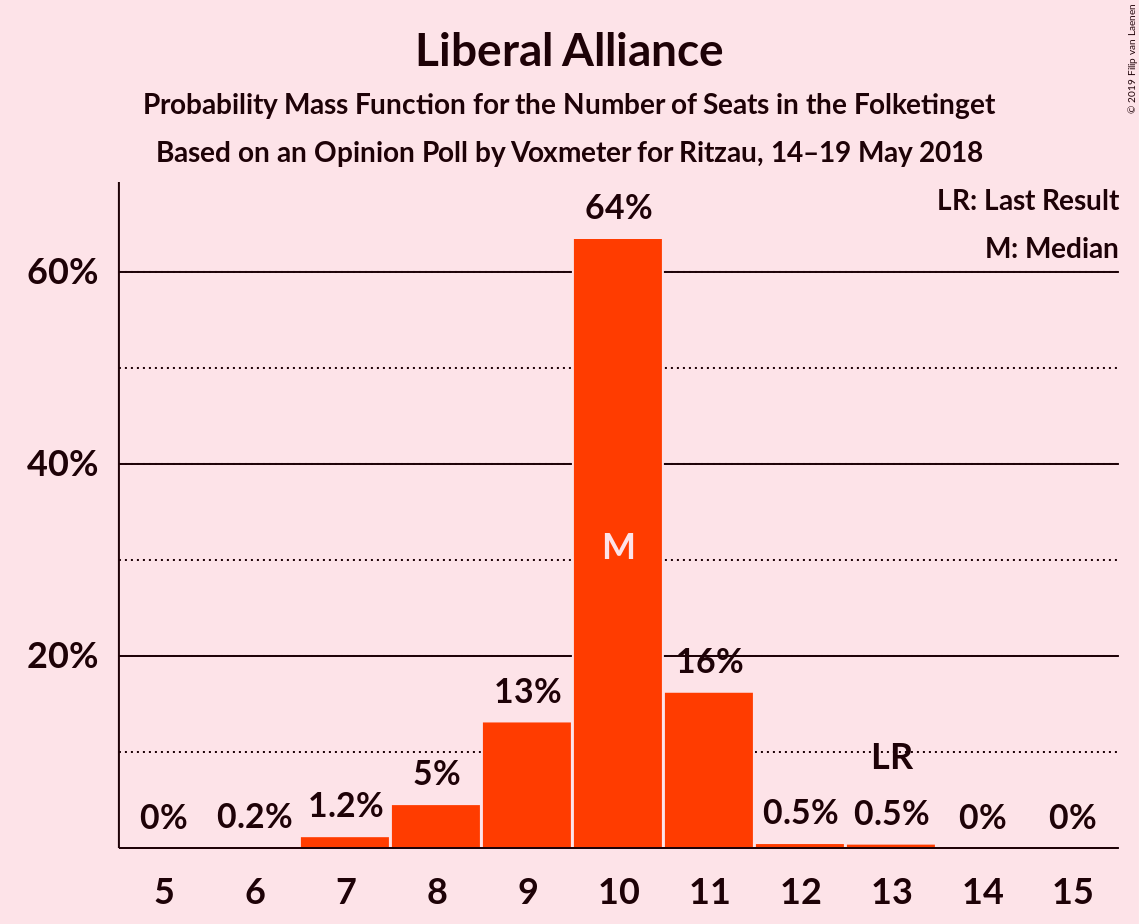 Liberal Alliance
Probability Mass Function for the Number of Seats in the Folketinget
Based on an Opinion Poll by Voxmeter for Ritzau, 14–19 May 2018
© 2019 Filip van Laenen
LR: Last Result
M: Median
64%
60%
40%
M
20%
16%
13%
LR
5%
1.2%
0% 0.2% 0.5% 0.5% 0% 0%
5 6 7 8 9 10 11 12 13 14 15